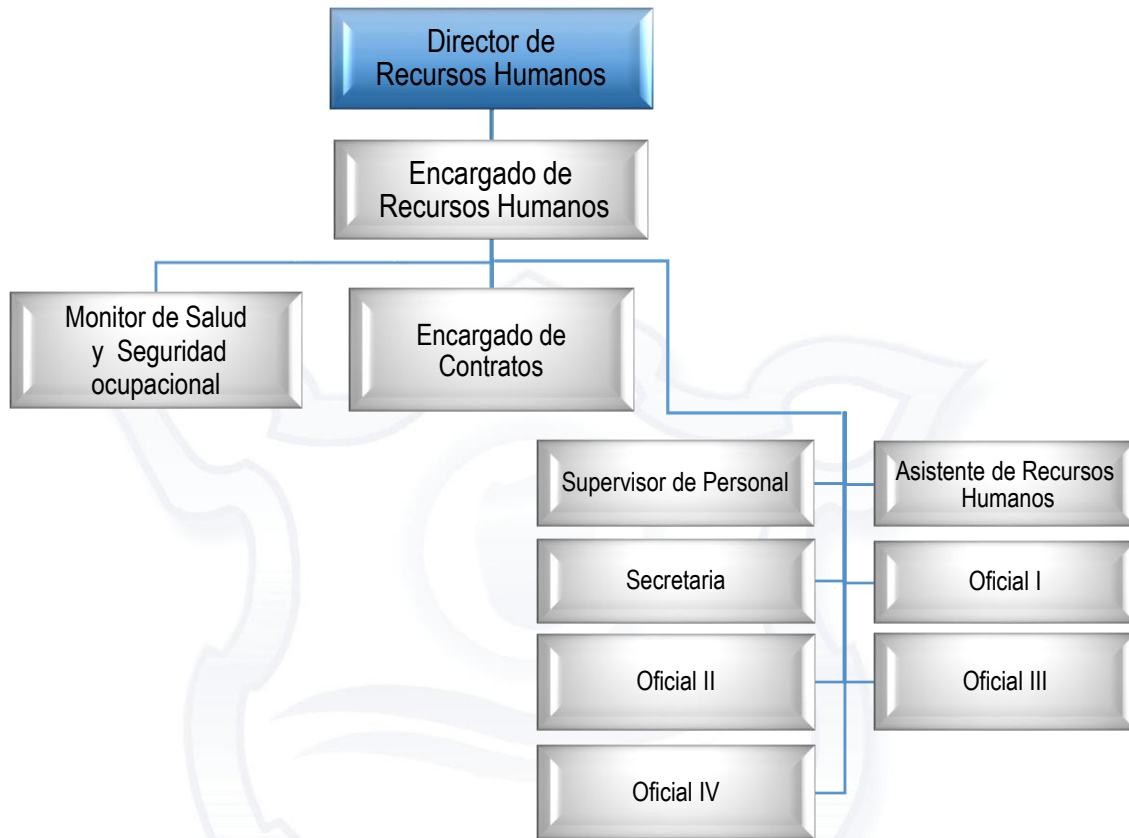 Director de
Recursos Humanos
Encargado de
Recursos Humanos
Monitor de Salud
y Seguridad
ocupacional
Encargado de
Contratos
Supervisor de Personal
Asistente de Recursos
Humanos
Secretaria
Oficial I
Oficial II
Oficial III
Oficial IV